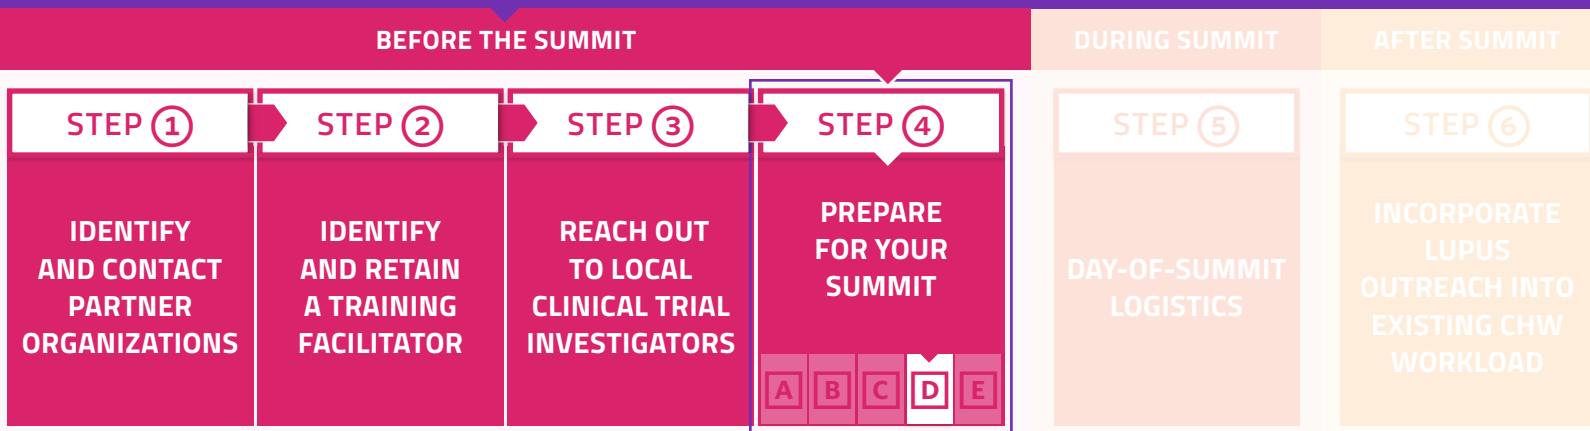 BEFORE THE SUMMIT
DURING SUMMIT
AFTER SUMMIT
STEP 1
IDENTIFY
AND CONTACT
PARTNER
ORGANIZATIONS
STEP 2
IDENTIFY
AND RETAIN
A TRAINING
FACILITATOR
STEP 3
REACH OUT
TO LOCAL
CLINICAL TRIAL
INVESTIGATORS
STEP 4
PREPARE
FOR YOUR
SUMMIT
A B C D E
STEP 5
DAY-OF-SUMMIT
LOGISTICS
STEP 6
INCORPORATE
LUPUS
OUTREACH INTO
EXISTING CHW
WORKLOAD